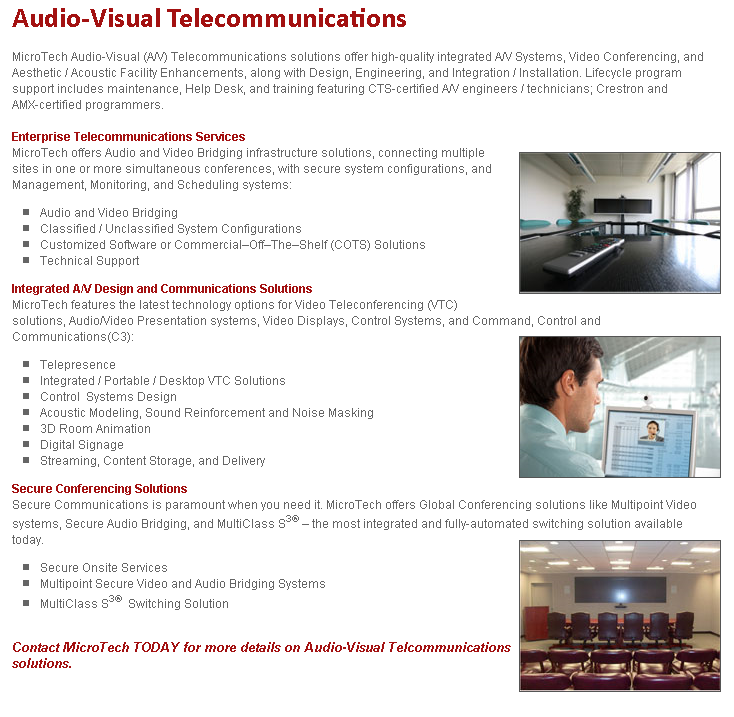 Audio-Visual Telecommunications
MicroTech Audio-Visual (A/V) Telecommunications solutions offer high-quality integrated A/V Systems, Video Conferencing, and
Aesthetic / Acoustic Facility Enhancements, along with Design, Engineering, and Integration / Installation. Lifecycle program
support includes maintenance, Help Desk, and training featuring CTS-certified A/V engineers / technicians; Crestron and
AMX-certified programmers.
Enterprise Telecommunications Services
MicroTech offers Audio and Video Bridging infrastructure solutions, connecting multiple
sites in one or more simultaneous conferences, with secure system configurations, and
Management, Monitoring, and Scheduling systems:
Audio and Video Bridging
Classified / Unclassified System Configurations
Customized Software or Commercial–Off–The–Shelf (COTS) Solutions
Technical Support
Integrated A/V Design and Communications Solutions
MicroTech features the latest technology options for Video Teleconferencing (VTC)
solutions, Audio/Video Presentation systems, Video Displays, Control Systems, and Command, Control and
Communications(C3):
Telepresence
Integrated / Portable / Desktop VTC Solutions
Control  Systems Design
Acoustic Modeling, Sound Reinforcement and Noise Masking
3D Room Animation
Digital Signage
Streaming, Content Storage, and Delivery
Secure Conferencing Solutions
Secure Communications is paramount when you need it. MicroTech offers Global Conferencing solutions like Multipoint Video
systems, Secure Audio Bridging, and MultiClass S3® – the most integrated and fully-automated switching solution available
today.
Secure Onsite Services
Multipoint Secure Video and Audio Bridging Systems
MultiClass S3® Switching Solution
Contact MicroTech TODAY for more details on Audio-Visual Telcommunications
solutions.